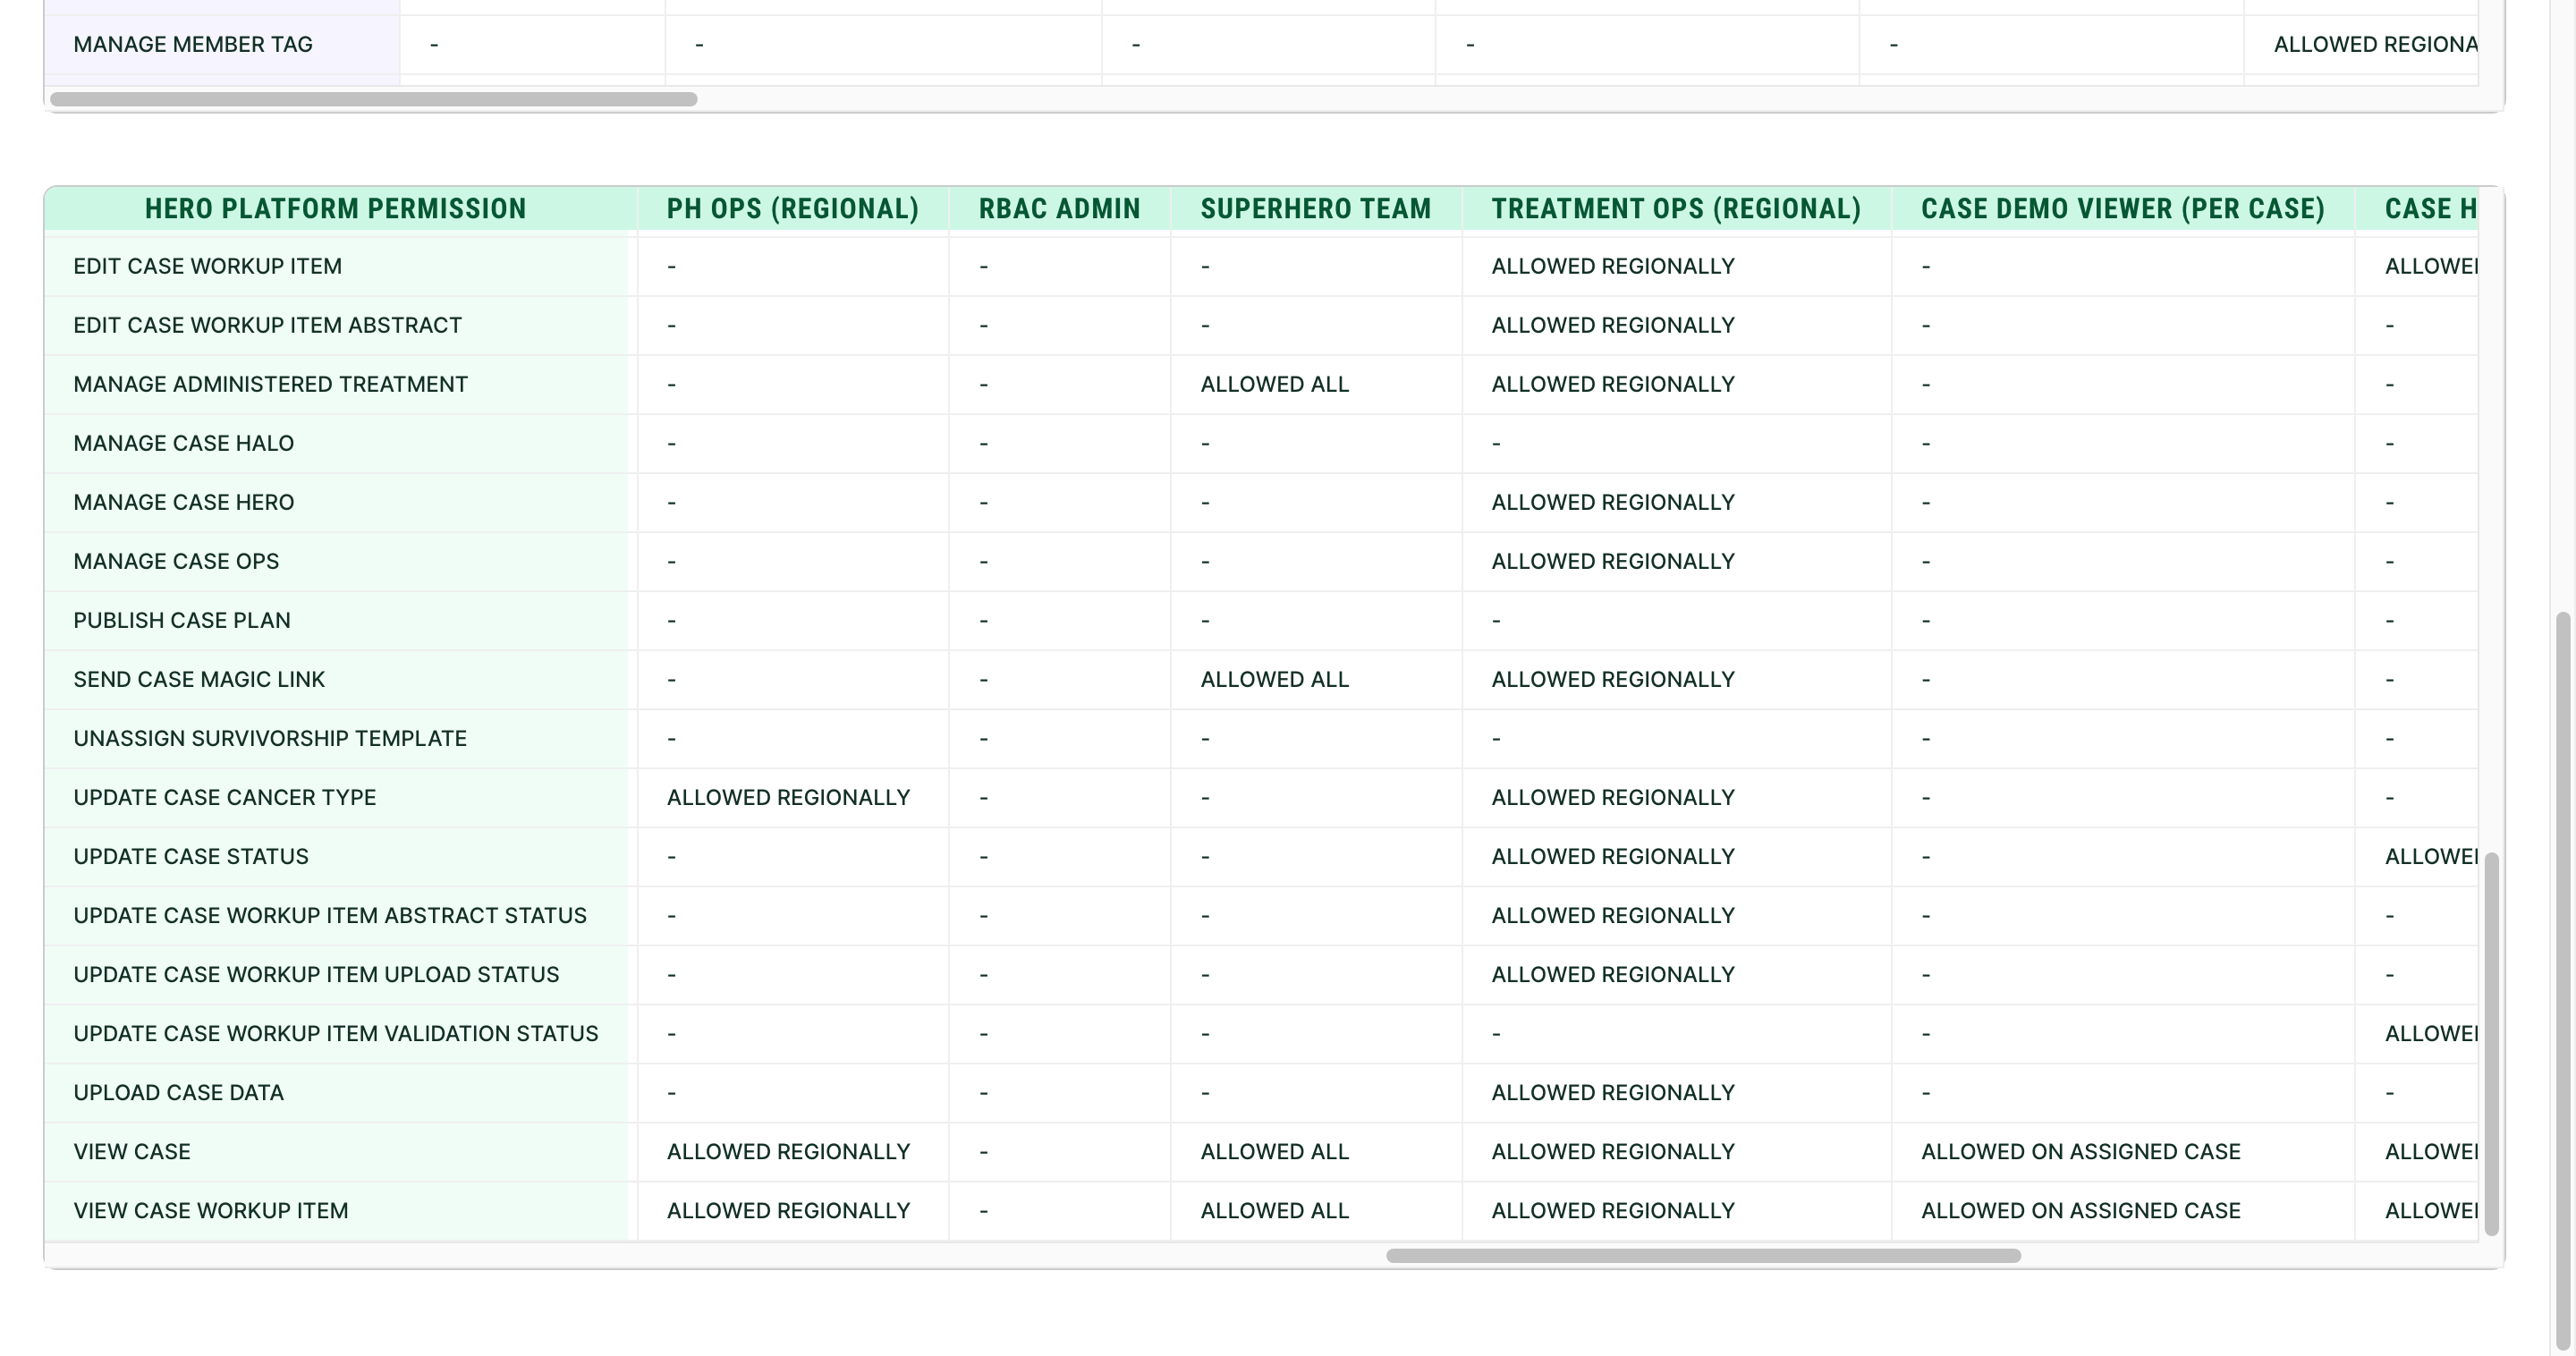 MANAGE MEMBER TAG - - - - - ALLOWED REGIONA
HERO PLATFORM PERMISSION PH OPS (REGIONAL) RBAC ADMIN SUPERHERO TEAM TREATMENT OPS (REGIONAL) CASE DEMO VIEWER (PER CASE) CASE H
EDIT CASE WORKUP ITEM - - - ALLOWED REGIONALLY - ALLOWE
EDIT CASE WORKUP ITEM ABSTRACT - - - ALLOWED REGIONALLY - -
MANAGE ADMINISTERED TREATMENT - - ALLOWED ALL ALLOWED REGIONALLY - -
MANAGE CASE HALO - - - - - -
MANAGE CASE HERO - - - ALLOWED REGIONALLY - -
MANAGE CASE OPS - - - ALLOWED REGIONALLY - -
PUBLISH CASE PLAN - - - - - -
SEND CASE MAGIC LINK - - ALLOWED ALL ALLOWED REGIONALLY - -
UNASSIGN SURVIVORSHIP TEMPLATE - - - - - -
UPDATE CASE CANCER TYPE ALLOWED REGIONALLY - - ALLOWED REGIONALLY - -
UPDATE CASE STATUS - - - ALLOWED REGIONALLY - ALLOWE
UPDATE CASE WORKUP ITEM ABSTRACT STATUS - - - ALLOWED REGIONALLY - -
UPDATE CASE WORKUP ITEM UPLOAD STATUS - - - ALLOWED REGIONALLY - -
UPDATE CASE WORKUP ITEM VALIDATION STATUS - - - - - ALLOWE
UPLOAD CASE DATA - - - ALLOWED REGIONALLY - -
VIEW CASE ALLOWED REGIONALLY - ALLOWED ALL ALLOWED REGIONALLY ALLOWED ON ASSIGNED CASE ALLOWE
VIEW CASE WORKUP ITEM ALLOWED REGIONALLY - ALLOWED ALL ALLOWED REGIONALLY ALLOWED ON ASSIGNED CASE ALLOWE